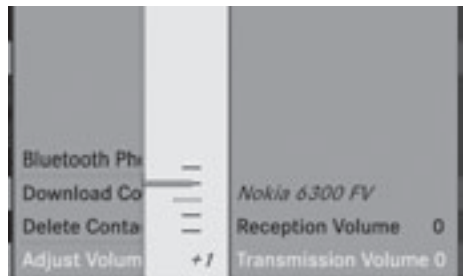 Bluetooth Ph
Download Co
Delete Conta
Adjust Volum
+1
Nokia 6300 FV
Reception Volume 0
Transmission Volume 0